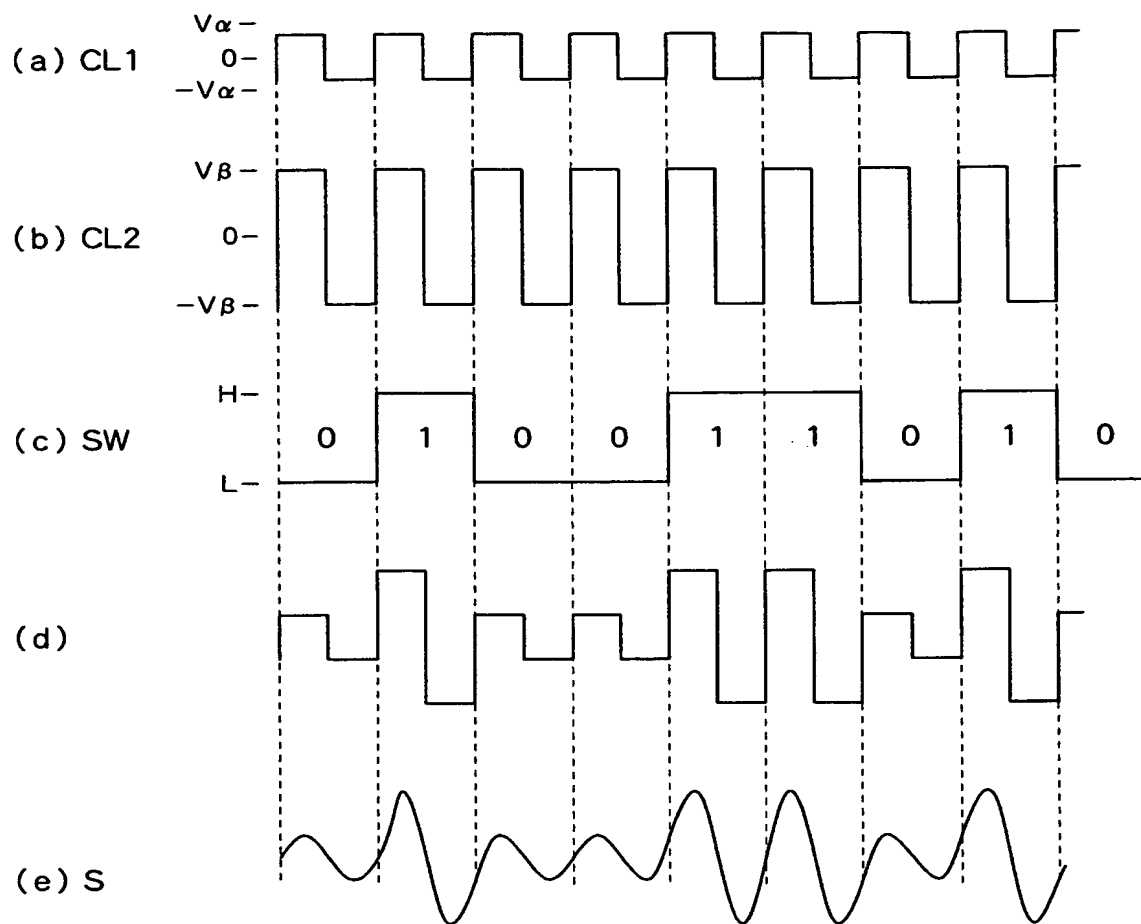 Vα–
(a) CL1
0–
–Vα–
Vβ–
(b) CL2
0–
–Vβ–
H–
(c) SW
0 1 0 0 1 1 0 1 0
L–
(d)
(e) S